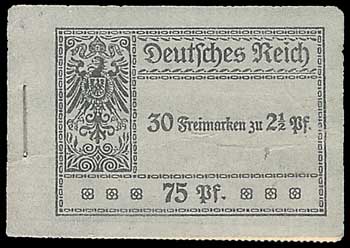 Deutsches Reich
30 Freimarken zu 2½ Pf.
75 Pf.